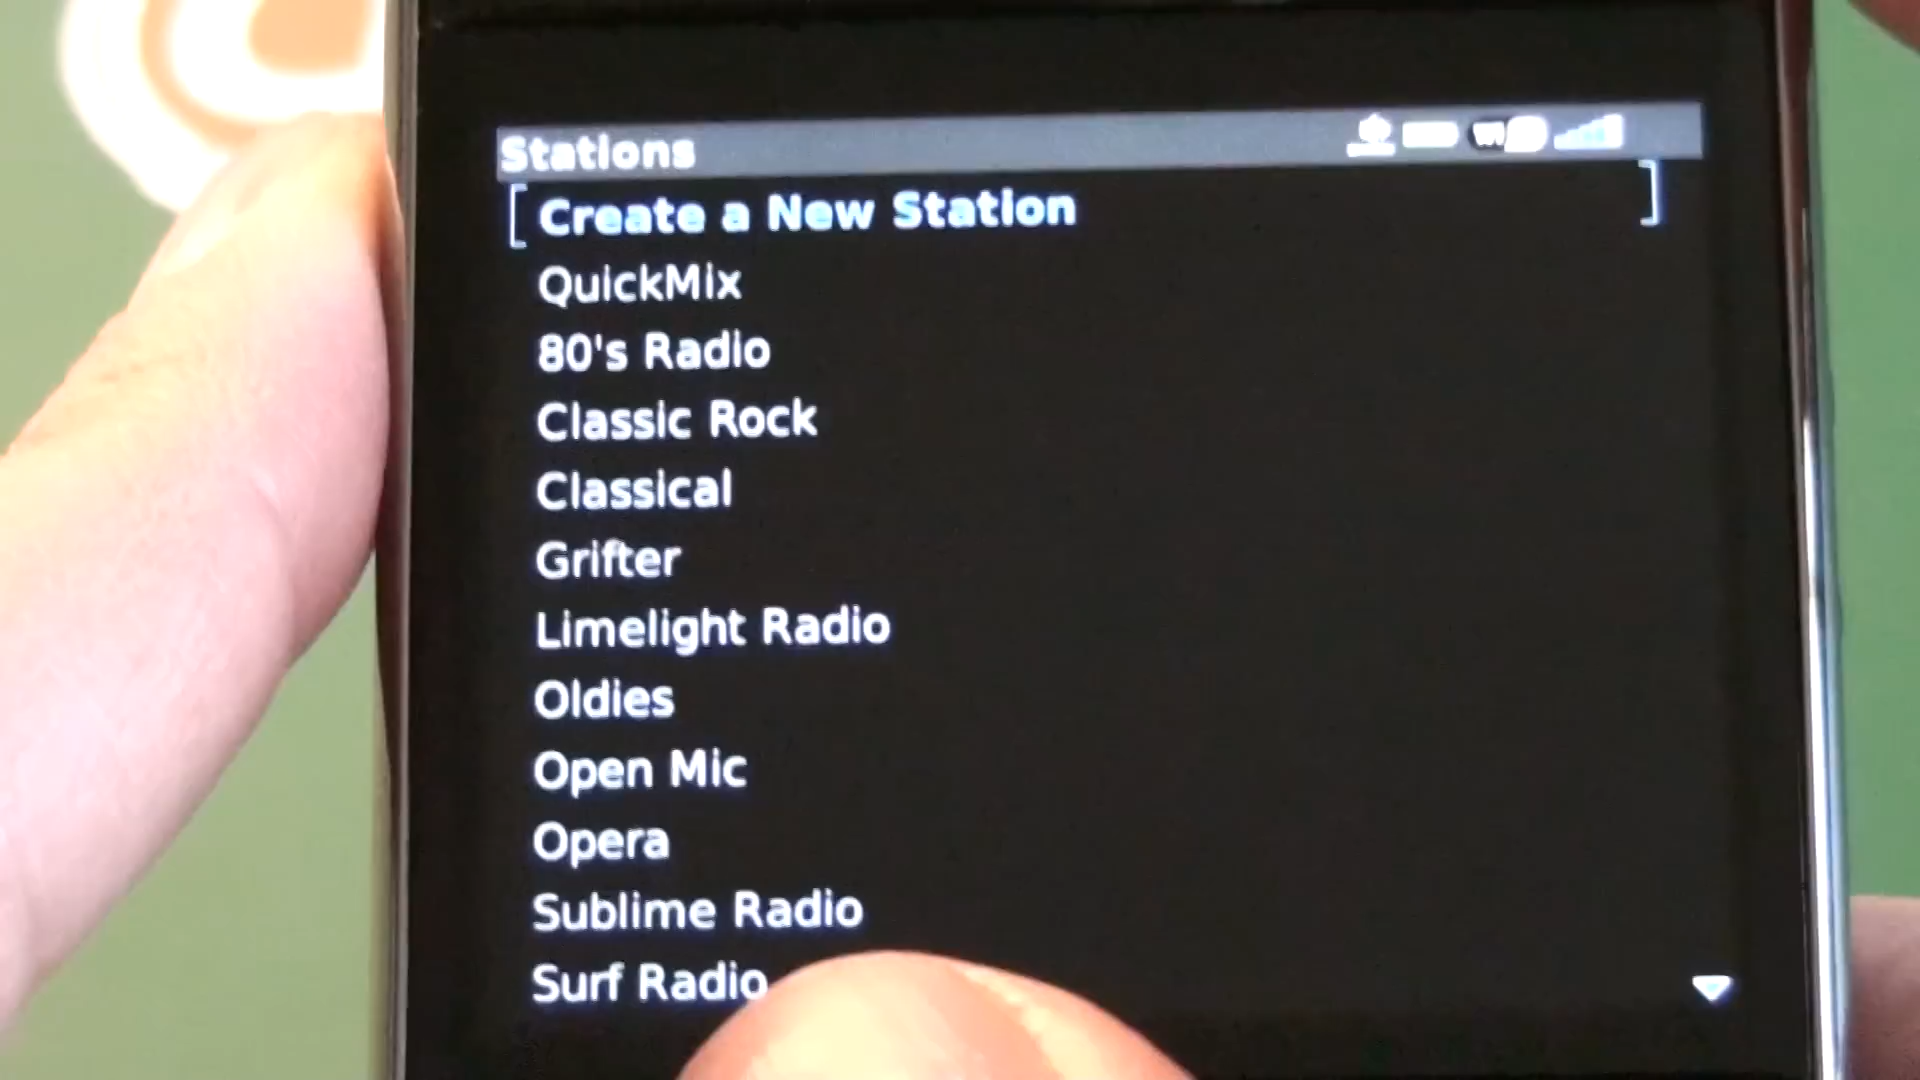 Stations
[ Create a New Station ]
QuickMix
80's Radio
Classic Rock
Classical
Grifter
Limelight Radio
Oldies
Open Mic
Opera
Sublime Radio
Surf Radio